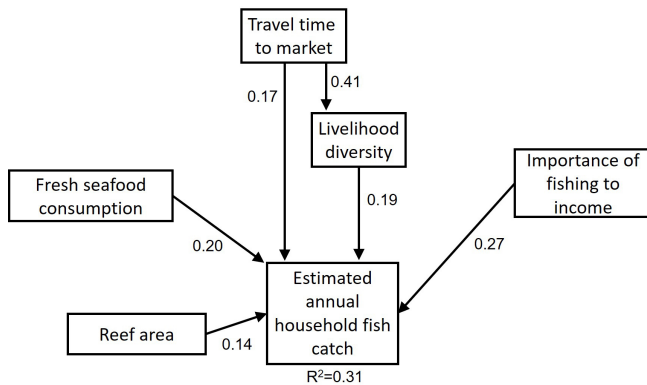 Travel time
to market
0.17
0.41
Livelihood
diversity
Importance of
fishing to
income
Fresh seafood
consumption
0.19
0.20
0.27
Estimated
annual
household fish
catch
Reef area
0.14
R²=0.31